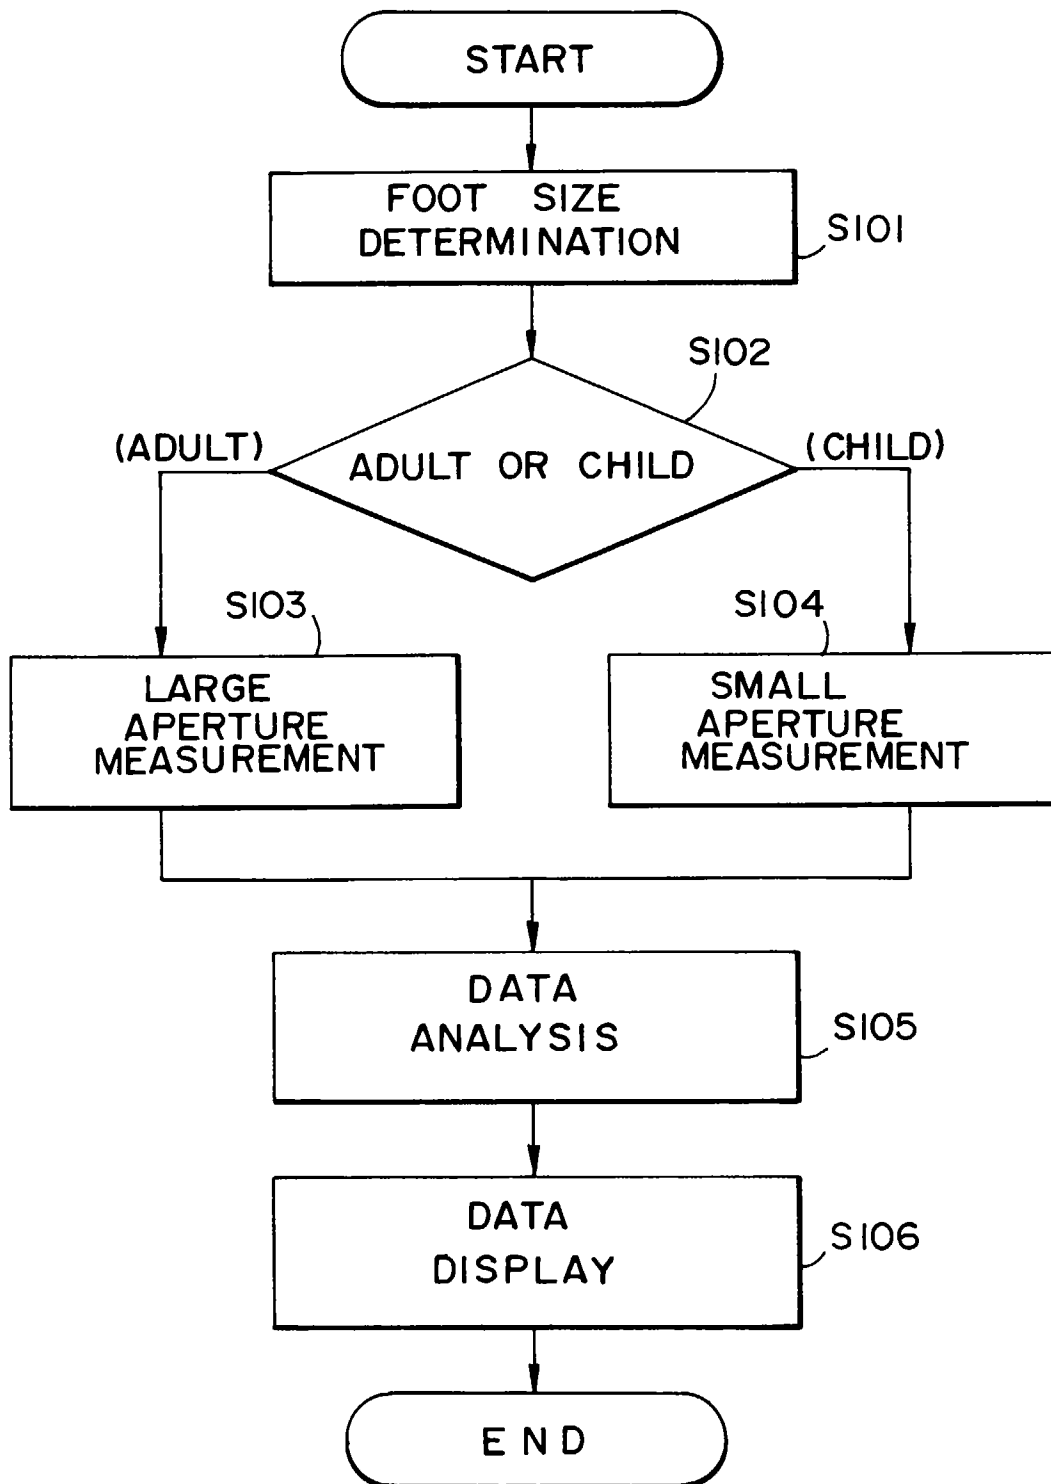 START
FOOT SIZE
DETERMINATION
S101
S102
(ADULT)
ADULT OR CHILD
(CHILD)
S103
LARGE
APERTURE
MEASUREMENT
S104
SMALL
APERTURE
MEASUREMENT
DATA
ANALYSIS
S105
DATA
DISPLAY
S106
END